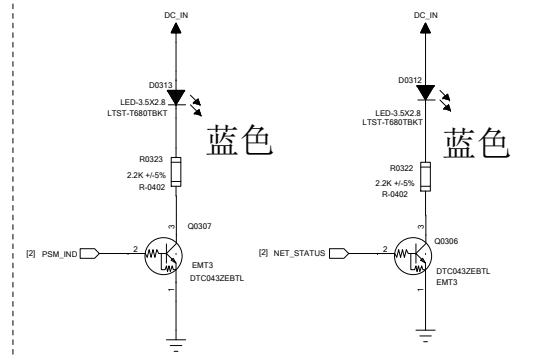 DC_IN
D0313
LED-3.5X2.8
LTST-T680TBKT
蓝色
R0323
2.2K +/-5%
R-0402
3
Q0307
[2] PSM_IND
2
EMT3
DTC043ZEBTL
1
DC_IN
D0312
LED-3.5X2.8
LTST-T680TBKT
蓝色
R0322
2.2K +/-5%
R-0402
3
Q0306
[2] NET_STATUS
2
DTC043ZEBTL
EMT3
1